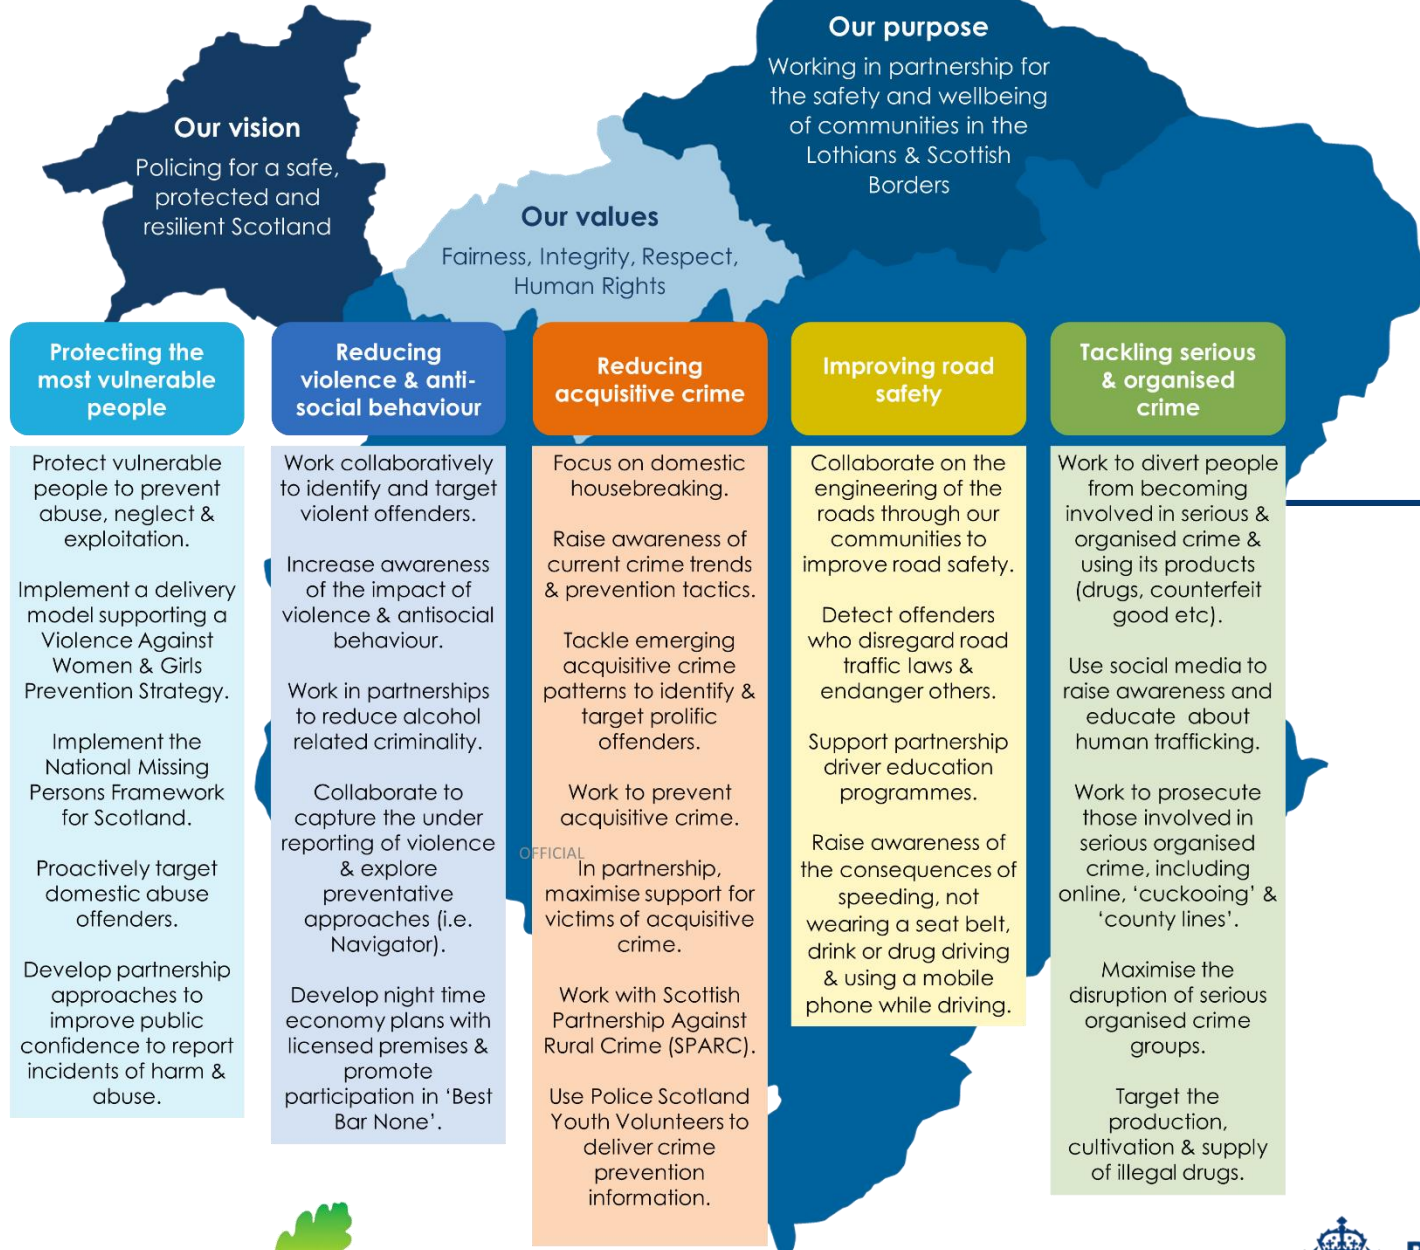 Our vision
Policing for a safe,
protected and
resilient Scotland
Our values
Fairness, Integrity, Respect,
Human Rights
Our purpose
Working in partnership for
the safety and wellbeing
of communities in the
Lothians & Scottish
Borders
Protecting the
most vulnerable
people
Protect vulnerable
people to prevent
abuse, neglect &
exploitation.
Implement a delivery
model supporting a
Violence Against
Women & Girls
Prevention Strategy.
Implement the
National Missing
Persons Framework
for Scotland.
Proactively target
domestic abuse
offenders.
Develop partnership
approaches to
improve public
confidence to report
incidents of harm &
abuse.
Reducing
violence & anti-
social behaviour
Work collaboratively
to identify and target
violent offenders.
Increase awareness
of the impact of
violence & antisocial
behaviour.
Work in partnerships
to reduce alcohol
related criminality.
Collaborate to
capture the under
reporting of violence
& explore
preventative
approaches (i.e.
Navigator).
Develop night time
economy plans with
licensed premises &
promote
participation in ‘Best
Bar None’.
Reducing
acquisitive crime
Focus on domestic
housebreaking.
Raise awareness of
current crime trends
& prevention tactics.
Tackle emerging
acquisitive crime
patterns to identify &
target prolific
offenders.
Work to prevent
acquisitive crime.
OFFICIAL
In partnership,
maximise support for
victims of acquisitive
crime.
Work with Scottish
Partnership Against
Rural Crime (SPARC).
Use Police Scotland
Youth Volunteers to
deliver crime
prevention
information.
Improving road
safety
Collaborate on the
engineering of the
roads through our
communities to
improve road safety.
Detect offenders
who disregard road
traffic laws &
endanger others.
Support partnership
driver education
programmes.
Raise awareness of
the consequences of
speeding, not
wearing a seat belt,
drink or drug driving
& using a mobile
phone while driving.
Tackling serious
& organised
crime
Work to divert people
from becoming
involved in serious &
organised crime &
using its products
(drugs, counterfeit
good etc).
Use social media to
raise awareness and
educate about
human trafficking.
Work to prosecute
those involved in
serious organised
crime, including
online, ‘cuckooing’ &
‘county lines’.
Maximise the
disruption of serious
organised crime
groups.
Target the
production,
cultivation & supply
of illegal drugs.